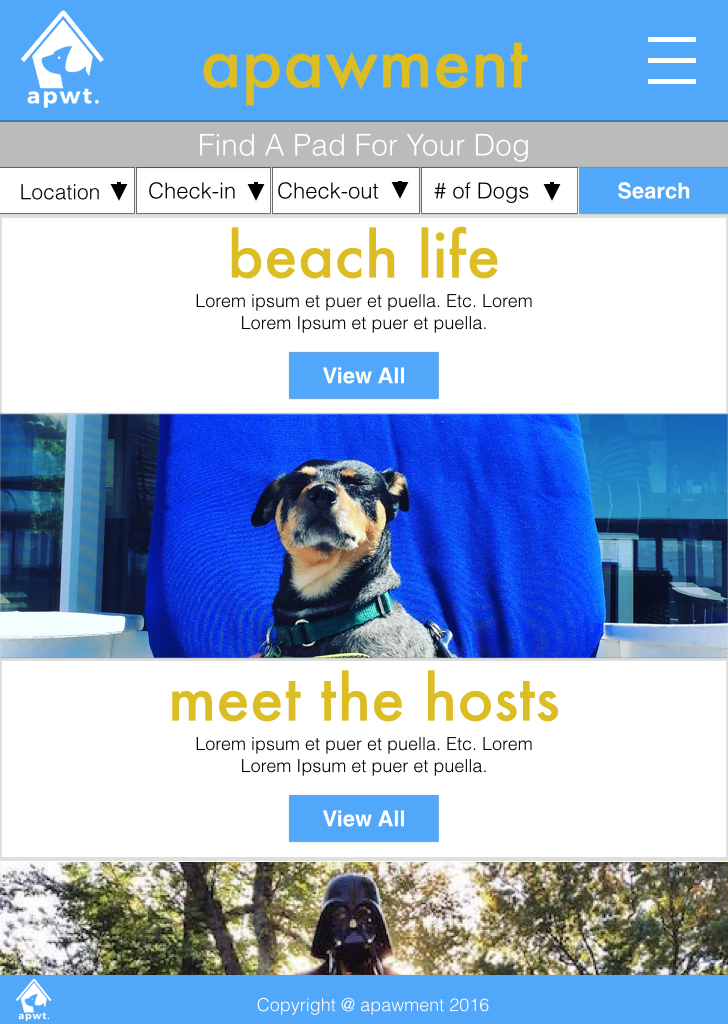 apwt.
apawment
Find A Pad For Your Dog
Location Check-in Check-out # of Dogs Search
beach life
Lorem ipsum et puer et puella. Etc. Lorem
Lorem Ipsum et puer et puella.
View All
meet the hosts
Lorem ipsum et puer et puella. Etc. Lorem
Lorem Ipsum et puer et puella.
View All
apwt.
Copyright @ apawment 2016